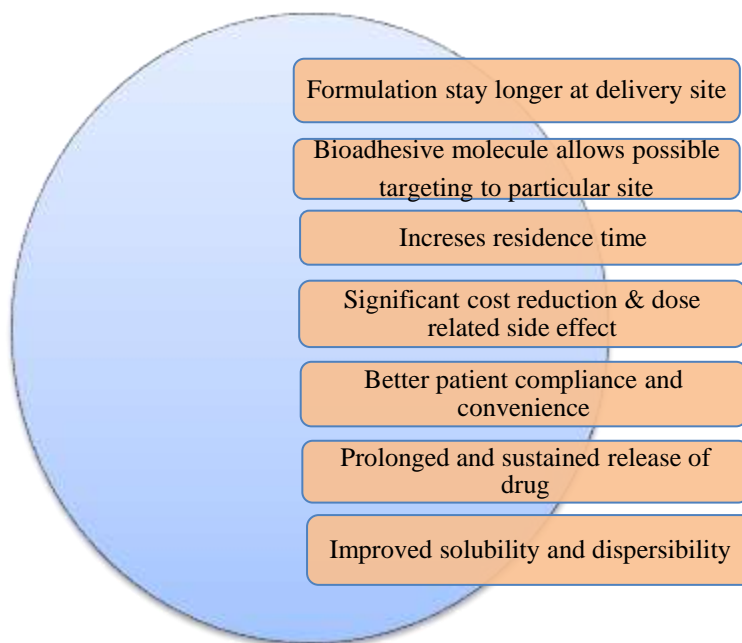 Formulation stay longer at delivery site
Bioadhesive molecule allows possible
targeting to particular site
Increses residence time
Significant cost reduction & dose
related side effect
Better patient compliance and
convenience
Prolonged and sustained release of
drug
Improved solubility and dispersibility